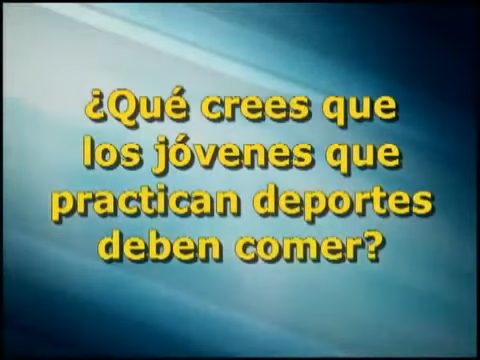 ¿Qué crees que
los jóvenes que
practican deportes
deben comer?